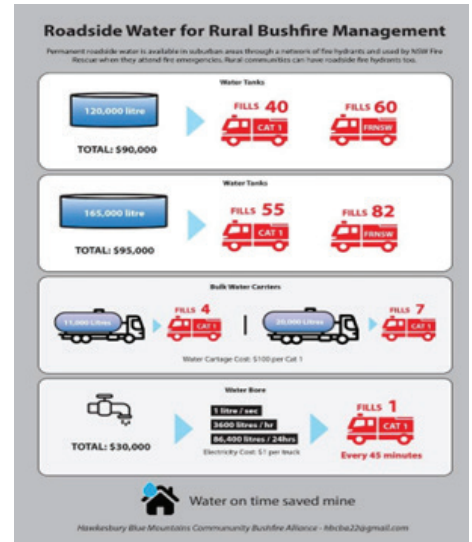 Roadside Water for Rural Bushfire Management
Permanent roadside water is available in suburban areas through a network of fire hydrants and used by NSW Fire
Rescue when they attend fire emergencies. Rural communities can have roadside fire hydrants too.
Water Tanks
120,000 litre
TOTAL: $90,000
FILLS 40
CAT 1
FILLS 60
FRNSW
Water Tanks
165,000 litre
TOTAL: $95,000
FILLS 55
CAT 1
FILLS 82
FRNSW
Bulk Water Carriers
11,000 Litres
FILLS 4
CAT 1
20,000 Litres
FILLS 7
CAT 1
Water Cartage Cost: $100 per Cat 1
Water Bore
TOTAL: $30,000
1 litre / sec
3600 litres / hr
86,400 litres / 24hrs
Electricity Cost: $1 per truck
FILLS 1
CAT 1
Every 45 minutes
Water on time saved mine
Hawkesbury Blue Mountains Commununity Bushfire Alliance - hbcba22@gmail.com